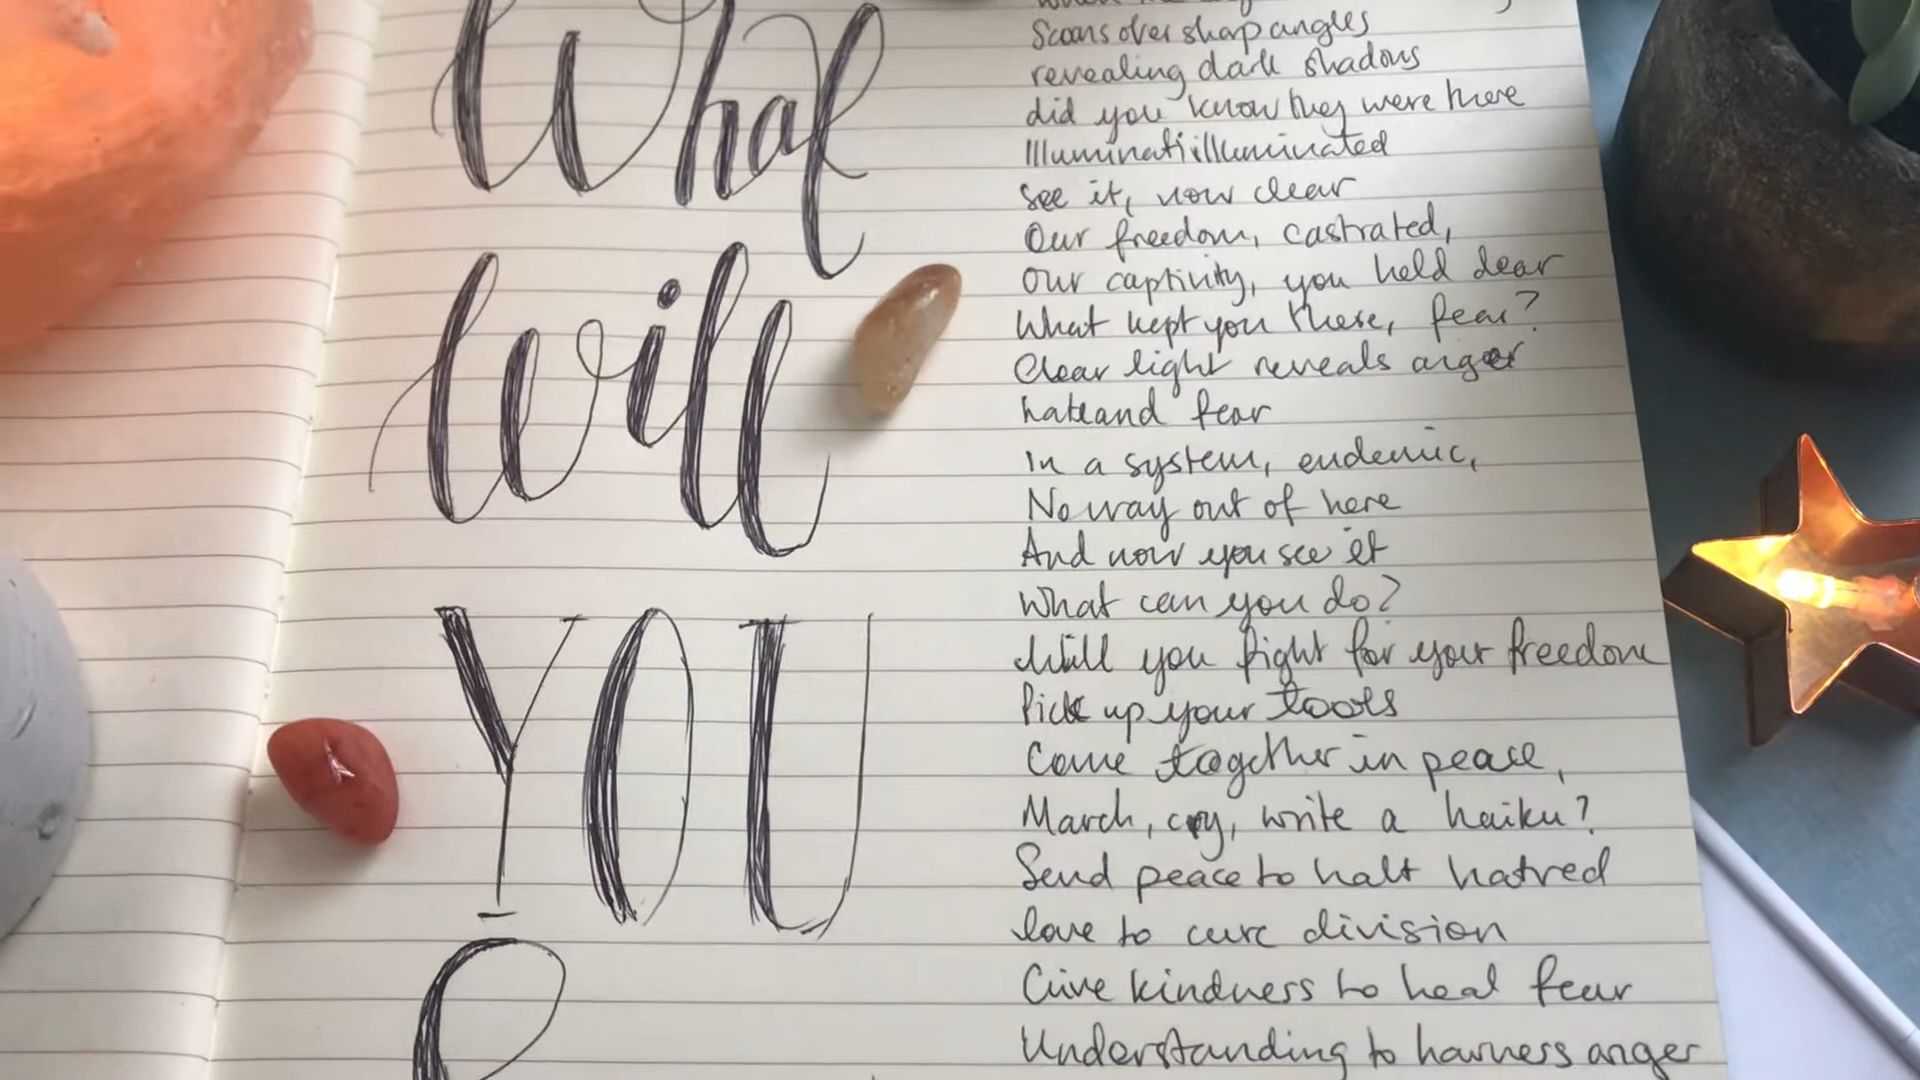 What
Will
YOU
Scans over sharp angles
revealing dark shadows
did you know they were there
Illuminati illuminated
See it, now clear
Our freedom, castrated,
Our captivity, you held dear
What kept you there, fear?
Clear light reveals anger
hate and fear
In a system, endemic,
No way out of here
And now you see it
What can you do?
Will you fight for your freedom
Pick up your tools
Come together in peace,
March, cry, write a haiku?
Send peace to halt hatred
love to cure division
Give kindness to heal fear
Understanding to harness anger